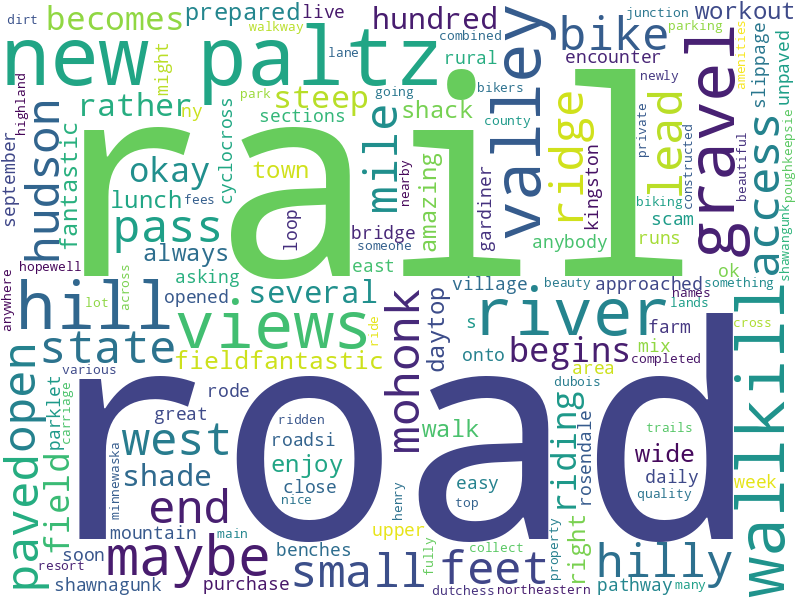 dirt
becomes
walkway
prepared
live
hundred
combined
bike
junction
parking
workout
new paltz
lane
encounter
highland
might
rather
ny
park
steep
going
bikers
rural
valley
gravel
amenities
slippage
unpaved
september
hudson
fantastic
cyclocross
sections
mile
shack
county
ridge
lead
private
newly
constructed
rail
okay
town
lunch
fees
loop
pass
always
bridge
someone
amazing
nearby
gardiner
anybody
kingston
biking
scam
runs
beautiful
access
shawangunk
poughkeepsie
hopewell
asking
east
village
beauty
approached
ok
something
anywhere
lot
across
opened
several
hill
views
ride
river
s
onto
farm
names
lands
cross
state
fieldfantastic
mohonk
daytop
begins
mix
completed
area
various
paved
open
parklet
carriage
rode
dubois
great
ridden
road
west
roadsi
walk
trails
wide
wallkill
field
minnewaska
shade
enjoy
close
nice
henry
easy
top
riding
rosendale
daily
quality
week
end
mountain
main
upper
property
right
soon
maybe
benches
fully
collect
feet
hilly
resort
shawnagunk
purchase
small
dutchess
northeastern
pathway
many